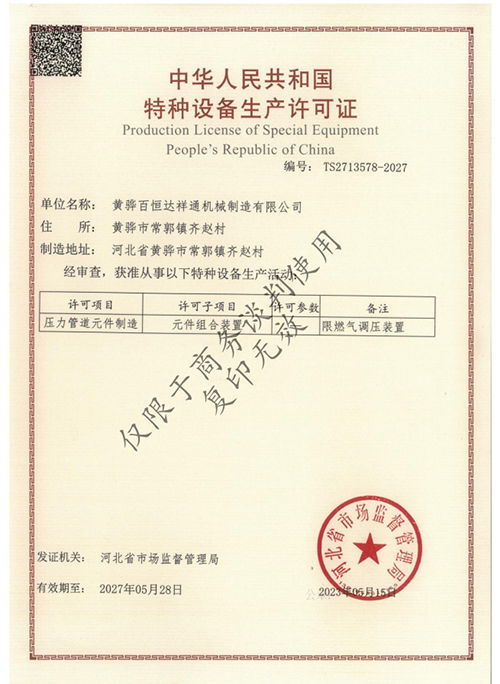 中华人民共和国
特种设备生产许可证
Production License of Special Equipment
People's Republic of China
编号： TS2713578-2027
单位名称： 黄骅百恒达祥通机械制造有限公司
住 所： 黄骅市常郭镇齐赵村
制造地址： 河北省黄骅市常郭镇齐赵村
经审查，获准从事以下特种设备生产活动
许可项目 许可子项目 许可参数 备注
压力管道元件制造 元件组合装置 限燃气调压装置
仅限于商务谈判使用
复印无效
河北省市场监督管理局
发证机关： 河北省市场监督管理局
有效期至： 2027年05月28日
2023年05月15日